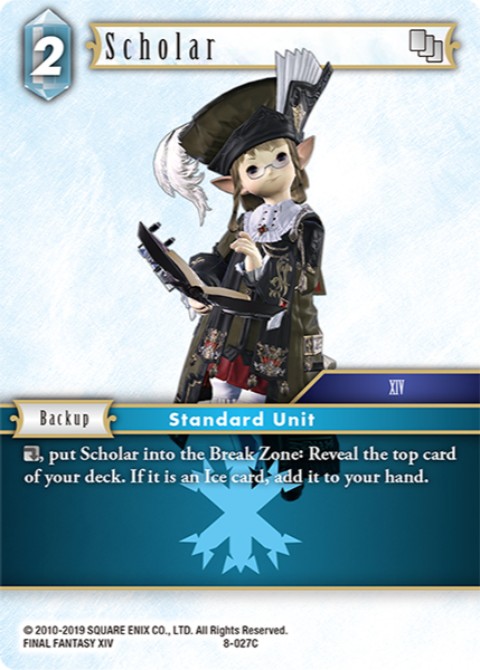 2
Scholar
XIV
Backup
Standard Unit
, put Scholar into the Break Zone: Reveal the top card
of your deck. If it is an Ice card, add it to your hand.
© 2010-2019 SQUARE ENIX CO., LTD. All Rights Reserved.
FINAL FANTASY XIV
8-027C